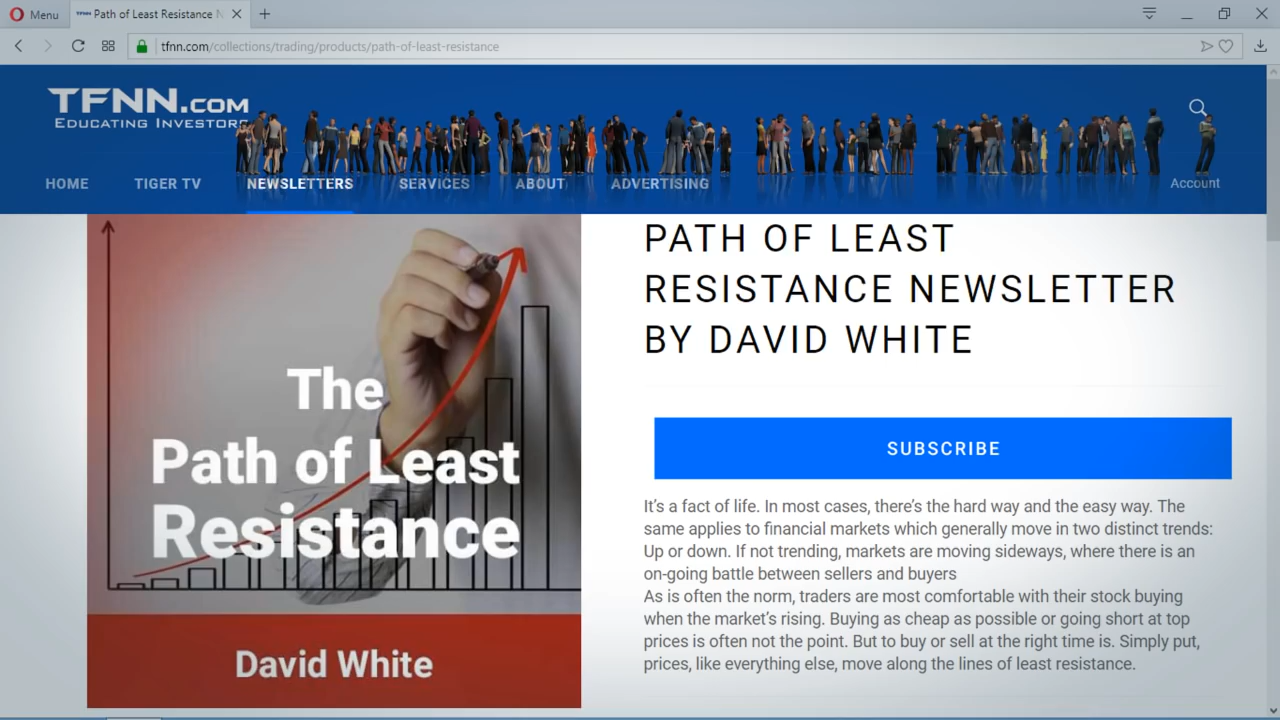 Menu
Path of Least Resistance N
tfnn.com/collections/trading/products/path-of-least-resistance
TFNN.COM
EDUCATING INVESTORS
HOME
TIGER TV
NEWSLETTERS
SERVICES
ABOUT
ADVERTISING
Account
The
Path of Least
Resistance
David White
PATH OF LEAST
RESISTANCE NEWSLETTER
BY DAVID WHITE
SUBSCRIBE
It's a fact of life. In most cases, there's the hard way and the easy way. The
same applies to financial markets which generally move in two distinct trends:
Up or down. If not trending, markets are moving sideways, where there is an
on-going battle between sellers and buyers
As is often the norm, traders are most comfortable with their stock buying
when the market's rising. Buying as cheap as possible or going short at top
prices is often not the point. But to buy or sell at the right time is. Simply put,
prices, like everything else, move along the lines of least resistance.